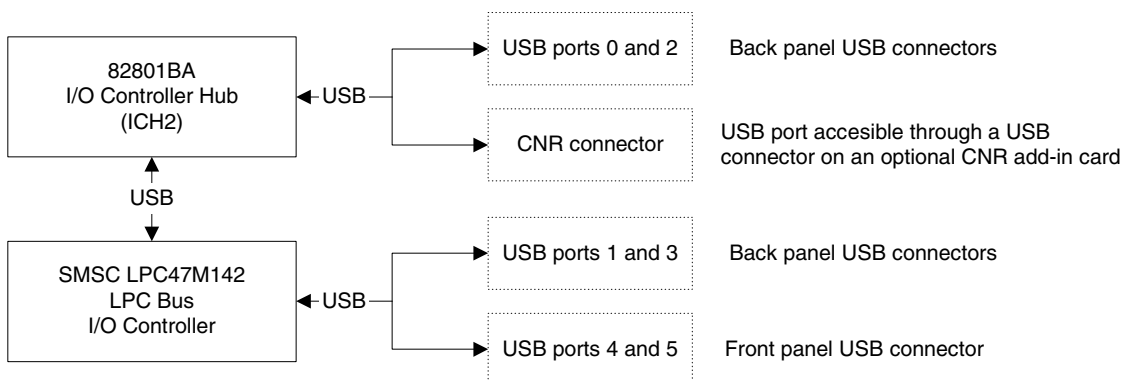 USB ports 0 and 2
Back panel USB connectors
82801BA
I/O Controller Hub
(ICH2)
USB
CNR connector
USB port accesible through a USB
connector on an optional CNR add-in card
USB
SMSC LPC47M142
LPC Bus
I/O Controller
USB
USB ports 1 and 3
Back panel USB connectors
USB ports 4 and 5
Front panel USB connector